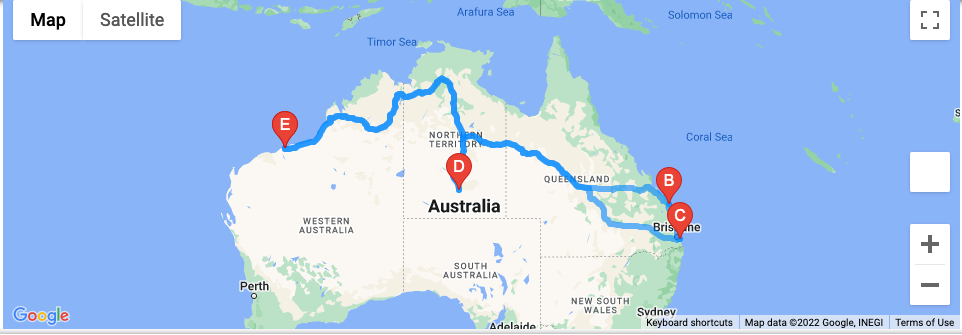 Map
Satellite
Arafura Sea
Solomon Sea
Timor Sea
Coral Sea
E
NORTHERN
TERRITORY
D
QUEENSLAND
B
C
Australia
Brisbane
WESTERN
AUSTRALIA
SOUTH
AUSTRALIA
Perth
NEW SOUTH
WALES
Sydney
Adelaide
Google
Keyboard shortcuts
Map data ©2022 Google, INEGI
Terms of Use